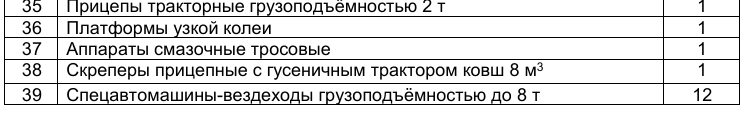 35 Прицепы тракторные грузоподъёмностью 2 т 1
36 Платформы узкой колеи 1
37 Аппараты смазочные тросовые 1
38 Скреперы прицепные с гусеничным трактором ковш 8 м³ 1
39 Спецавтомашины-вездеходы грузоподъёмностью до 8 т 12